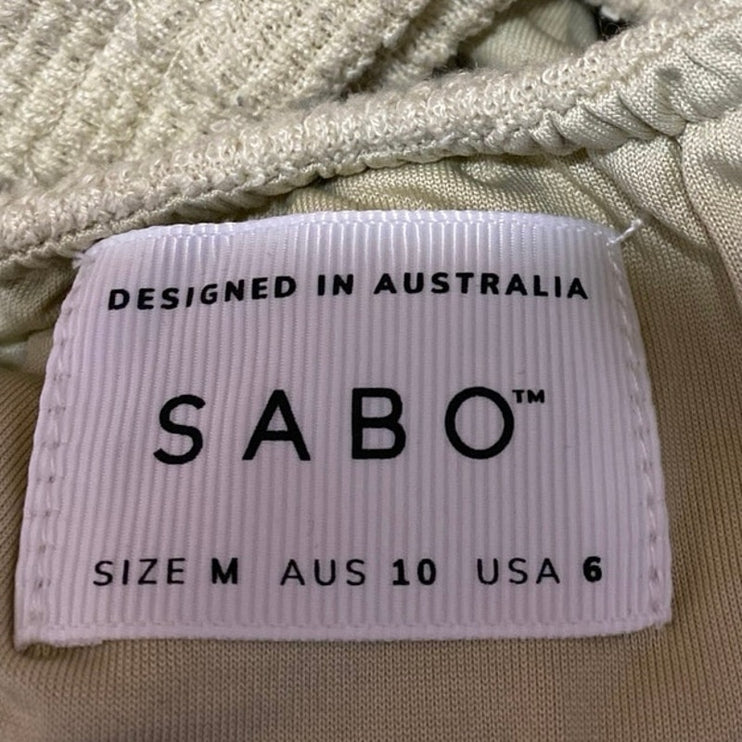 DESIGNED IN AUSTRALIA
SABO™
SIZE M AUS 10 USA 6